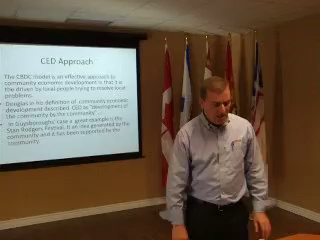 CED Approach
The CBDC model is an effective approach to
community economic development in that it is
the driven by local people trying to resolve local
problems.
Douglas in his definition of community economic
development described CED as "development of
the community by the community" .
In Guysboroughs' case a great example is the
Stan Rodgers Festival. It an idea generated by the
community and it has been supported by the
community.